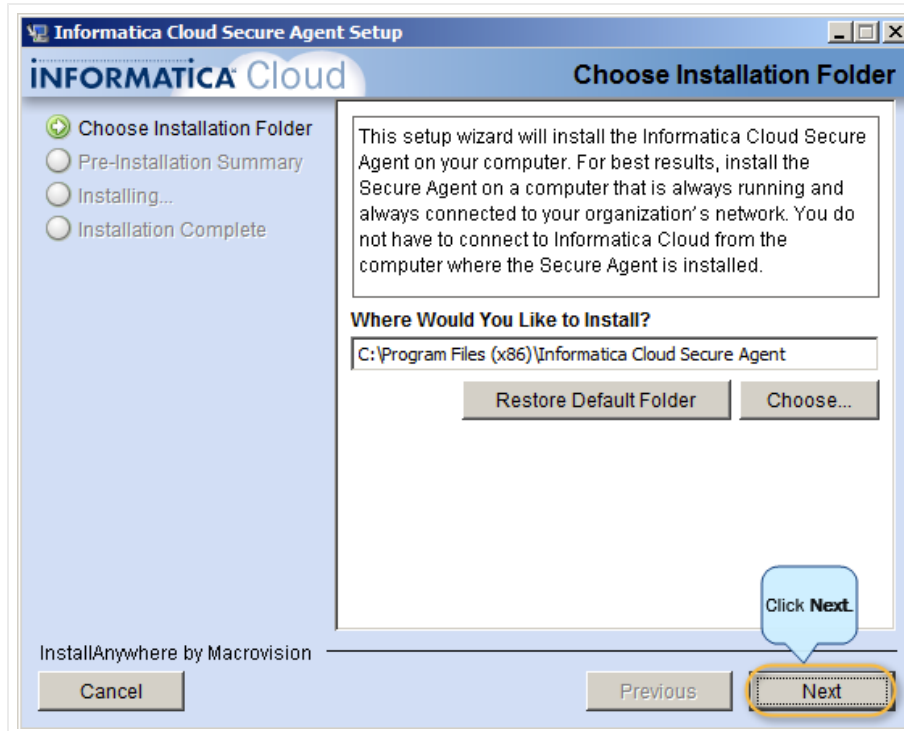 Informatica Cloud Secure Agent Setup
INFORMATICA Cloud
Choose Installation Folder
Choose Installation Folder
Pre-Installation Summary
Installing...
Installation Complete
This setup wizard will install the Informatica Cloud Secure
Agent on your computer. For best results, install the
Secure Agent on a computer that is always running and
always connected to your organization's network. You do
not have to connect to Informatica Cloud from the
computer where the Secure Agent is installed.
Where Would You Like to Install?
C:\Program Files (x86)\Informatica Cloud Secure Agent
Restore Default Folder
Choose...
Click Next.
InstallAnywhere by Macrovision
Cancel
Previous
Next